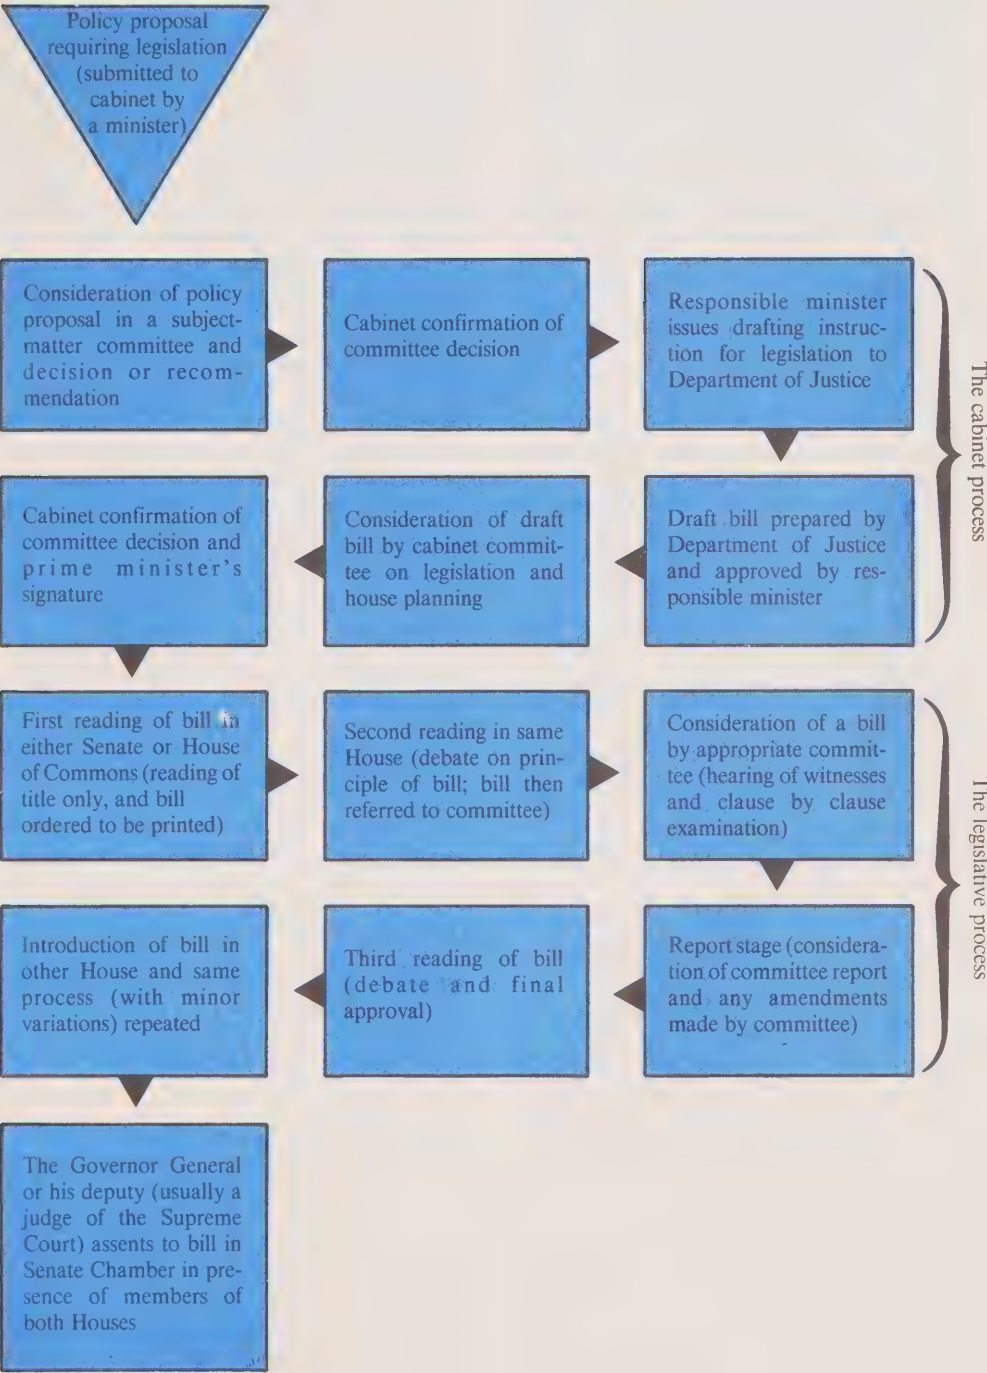 Policy proposal
requiring legislation
(submitted to
cabinet by
a minister)
Consideration of policy
proposal in a subject-
matter committee and
decision or recom-
mendation
Cabinet confirmation of
committee decision
Responsible minister
issues drafting instruc-
tion for legislation to
Department of Justice
The cabinet process
Draft bill prepared by
Department of Justice
and approved by res-
ponsible minister
Consideration of draft
bill by cabinet commit-
tee on legislation and
house planning
Cabinet confirmation of
committee decision and
prime minister's
signature
First reading of bill in
either Senate or House
of Commons (reading of
title only, and bill
ordered to be printed)
Second reading in same
House (debate on prin-
ciple of bill; bill then
referred to committee)
Consideration of a bill
by appropriate commit-
tee (hearing of witnesses
and clause by clause
examination)
The legislative process
Report stage (considera-
tion of committee report
and any amendments
made by committee)
Third reading of bill
(debate and final
approval)
Introduction of bill in
other House and same
process (with minor
variations) repeated
The Governor General
or his deputy (usually a
judge of the Supreme
Court) assents to bill in
Senate Chamber in pre-
sence of members of
both Houses